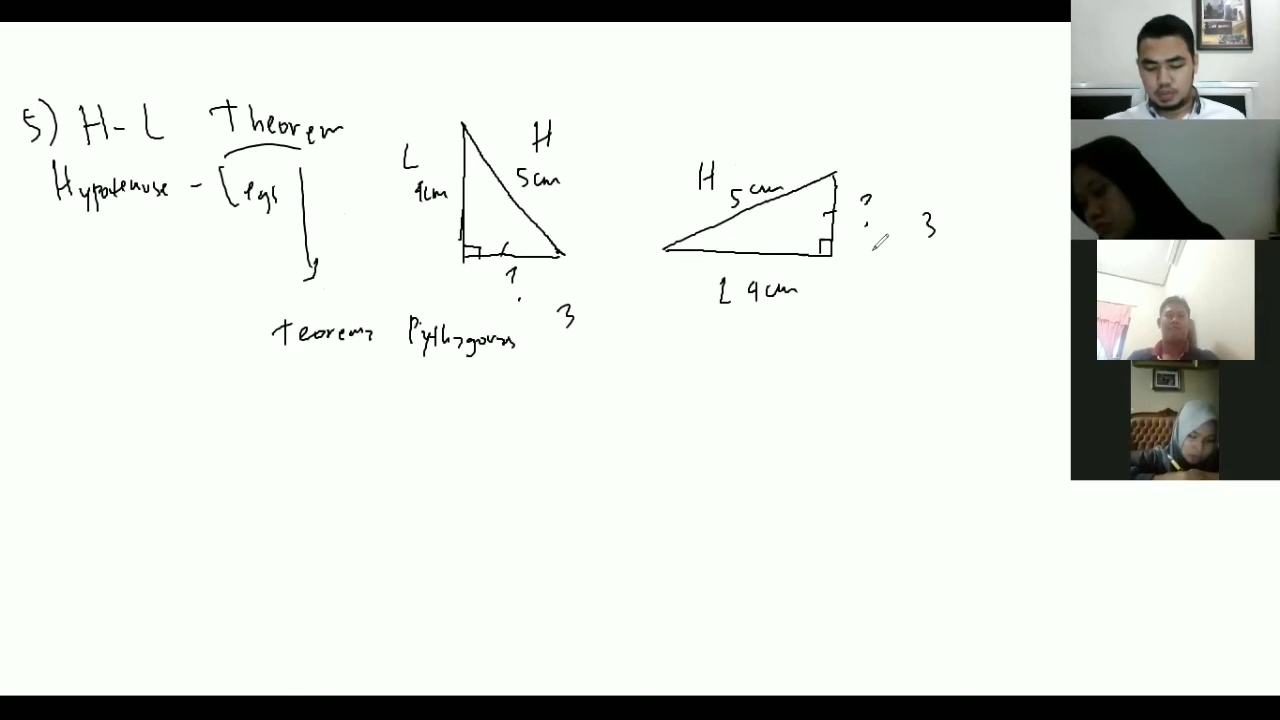 5) H-L Theorem
Hypotenuse - Legs
L
4cm
H
5cm
?
3
H
5cm
?
3
L 4cm
teorema Pythagoras